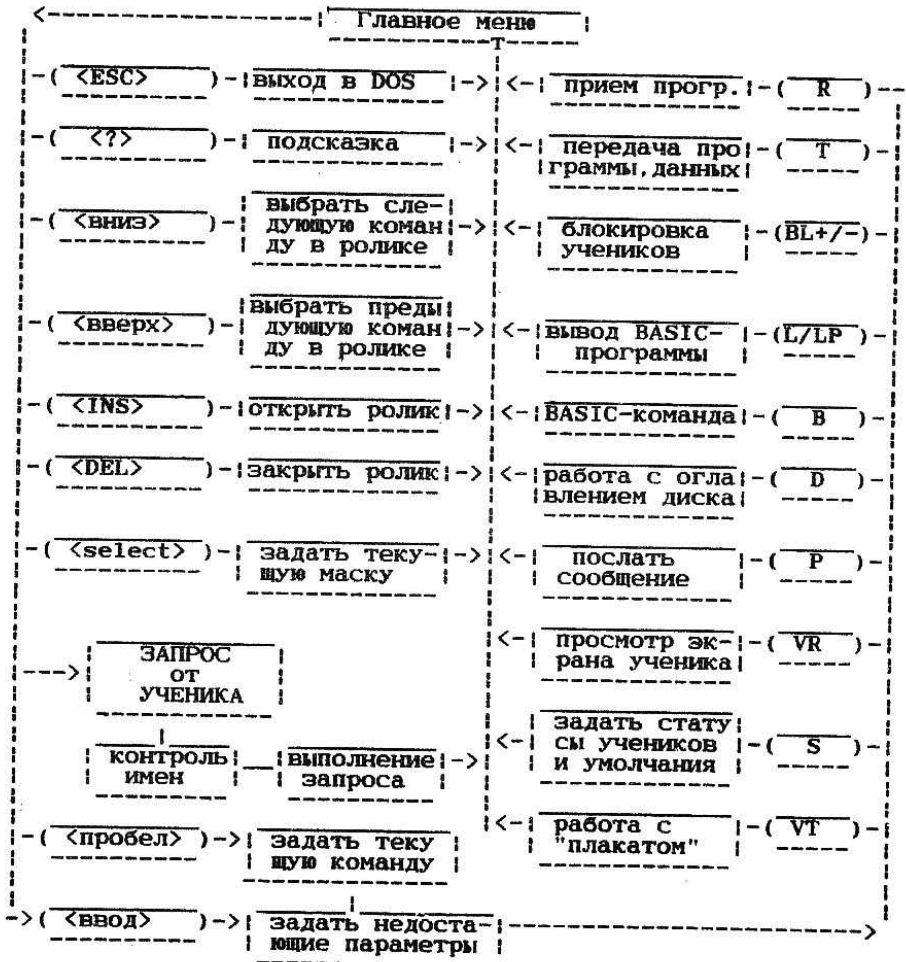 Главное меню
<ESC>
выход в DOS
прием прогр.
R
<?>
подсказка
передача про
граммы, данных
T
<вниз>
выбрать сле-
дующую коман
ду в ролике
блокировка
учеников
BL+/-
<вверх>
выбрать преды
дующую коман
ду в ролике
вывод BASIC-
программы
L/LP
<INS>
открыть ролик
BASIC-команда
B
<DEL>
закрыть ролик
работа с огла
влением диска
D
<select>
задать теку-
щую маску
послать
сообщение
P
ЗАПРОС
от
УЧЕНИКА
просмотр эк-
рана ученика
VR
контроль
имен
выполнение
запроса
задать стату
сы учеников
и умолчания
S
<пробел>
задать теку
щую команду
работа с
"плакатом"
VT
<ввод>
задать недоста-
ющие параметры